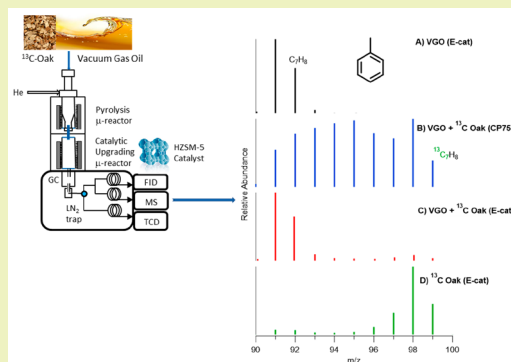 ¹³C-Oak
Vacuum Gas Oil
He
Pyrolysis
μ-reactor
Catalytic
Upgrading
μ-reactor
HZSM-5
Catalyst
GC
LN₂
trap
FID
MS
TCD
Relative Abundance
A) VGO (E-cat)
C₇H₈
B) VGO + ¹³C Oak (CP75
¹³C₇H₈
C) VGO + ¹³C Oak (E-cat)
D) ¹³C Oak (E-cat)
90 92 94 96 98 100
m/z